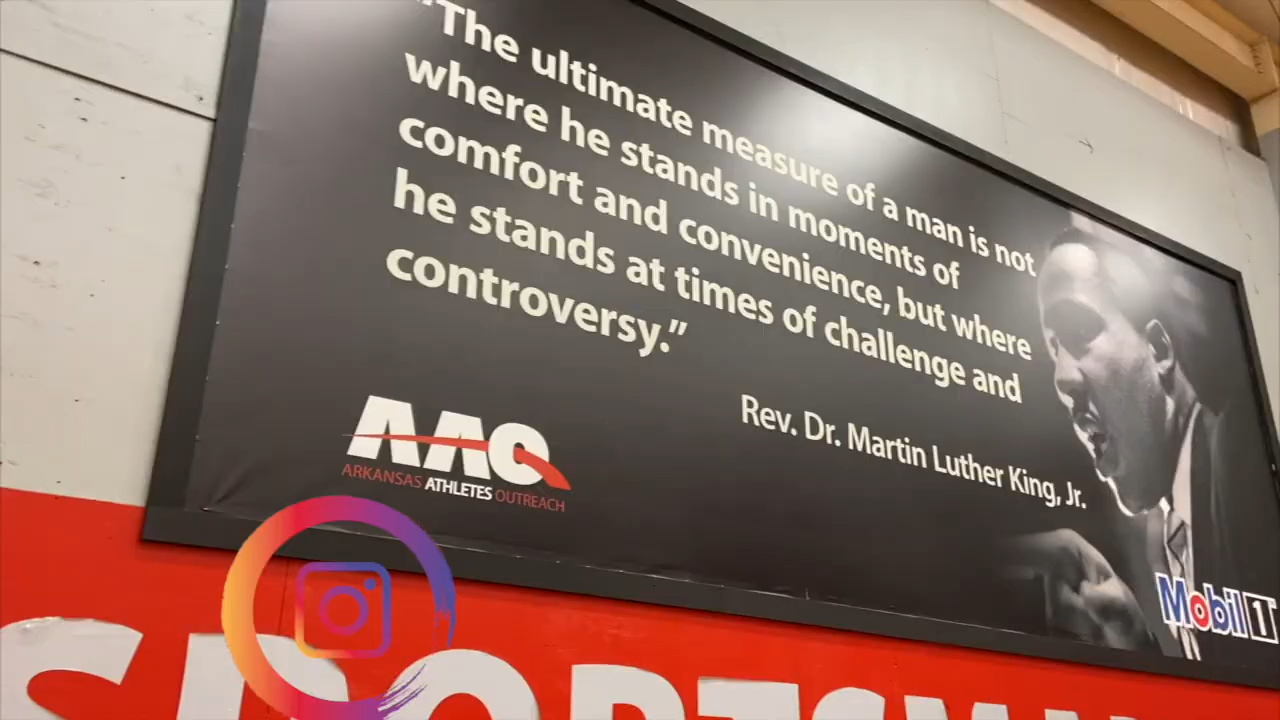 "The ultimate measure of a man is not
where he stands in moments of
comfort and convenience, but where
he stands at times of challenge and
controversy."
Rev. Dr. Martin Luther King, Jr.
AAO
ARKANSAS ATHLETES OUTREACH
Mobil 1